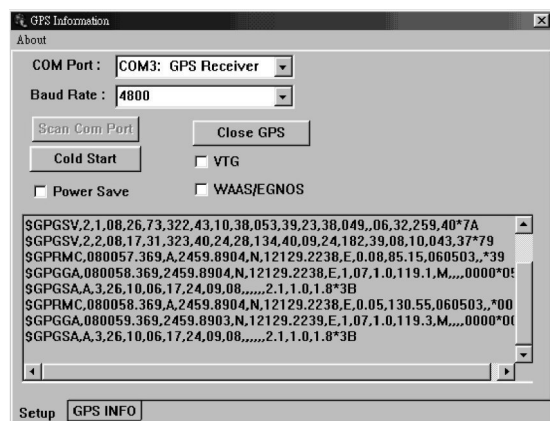 GPS Information
About
COM Port : COM3: GPS Receiver
Baud Rate : 4800
Scan Com Port
Close GPS
Cold Start
VTG
Power Save
WAAS/EGNOS
$GPGSV,2,1,08,26,73,322,43,10,38,053,39,23,38,049,,06,32,259,40*7A
$GPGSV,2,2,08,17,31,323,40,24,28,134,40,09,24,182,39,08,10,043,37*79
$GPRMC,080057.369,A,2459.8904,N,12129.2238,E,0.08,85.15,060503,,*39
$GPGGA,080058.369,2459.8904,N,12129.2238,E,1,07,1.0,119.1,M,,,,0000*05
$GPGSA,A,3,26,10,06,17,24,09,08,,,,,,2.1,1.0,1.8*3B
$GPRMC,080058.369,A,2459.8904,N,12129.2238,E,0.05,130.55,060503,,*00
$GPGGA,080059.369,2459.8903,N,12129.2239,E,1,07,1.0,119.3,M,,,,0000*00
$GPGSA,A,3,26,10,06,17,24,09,08,,,,,,2.1,1.0,1.8*3B
Setup GPS INFO